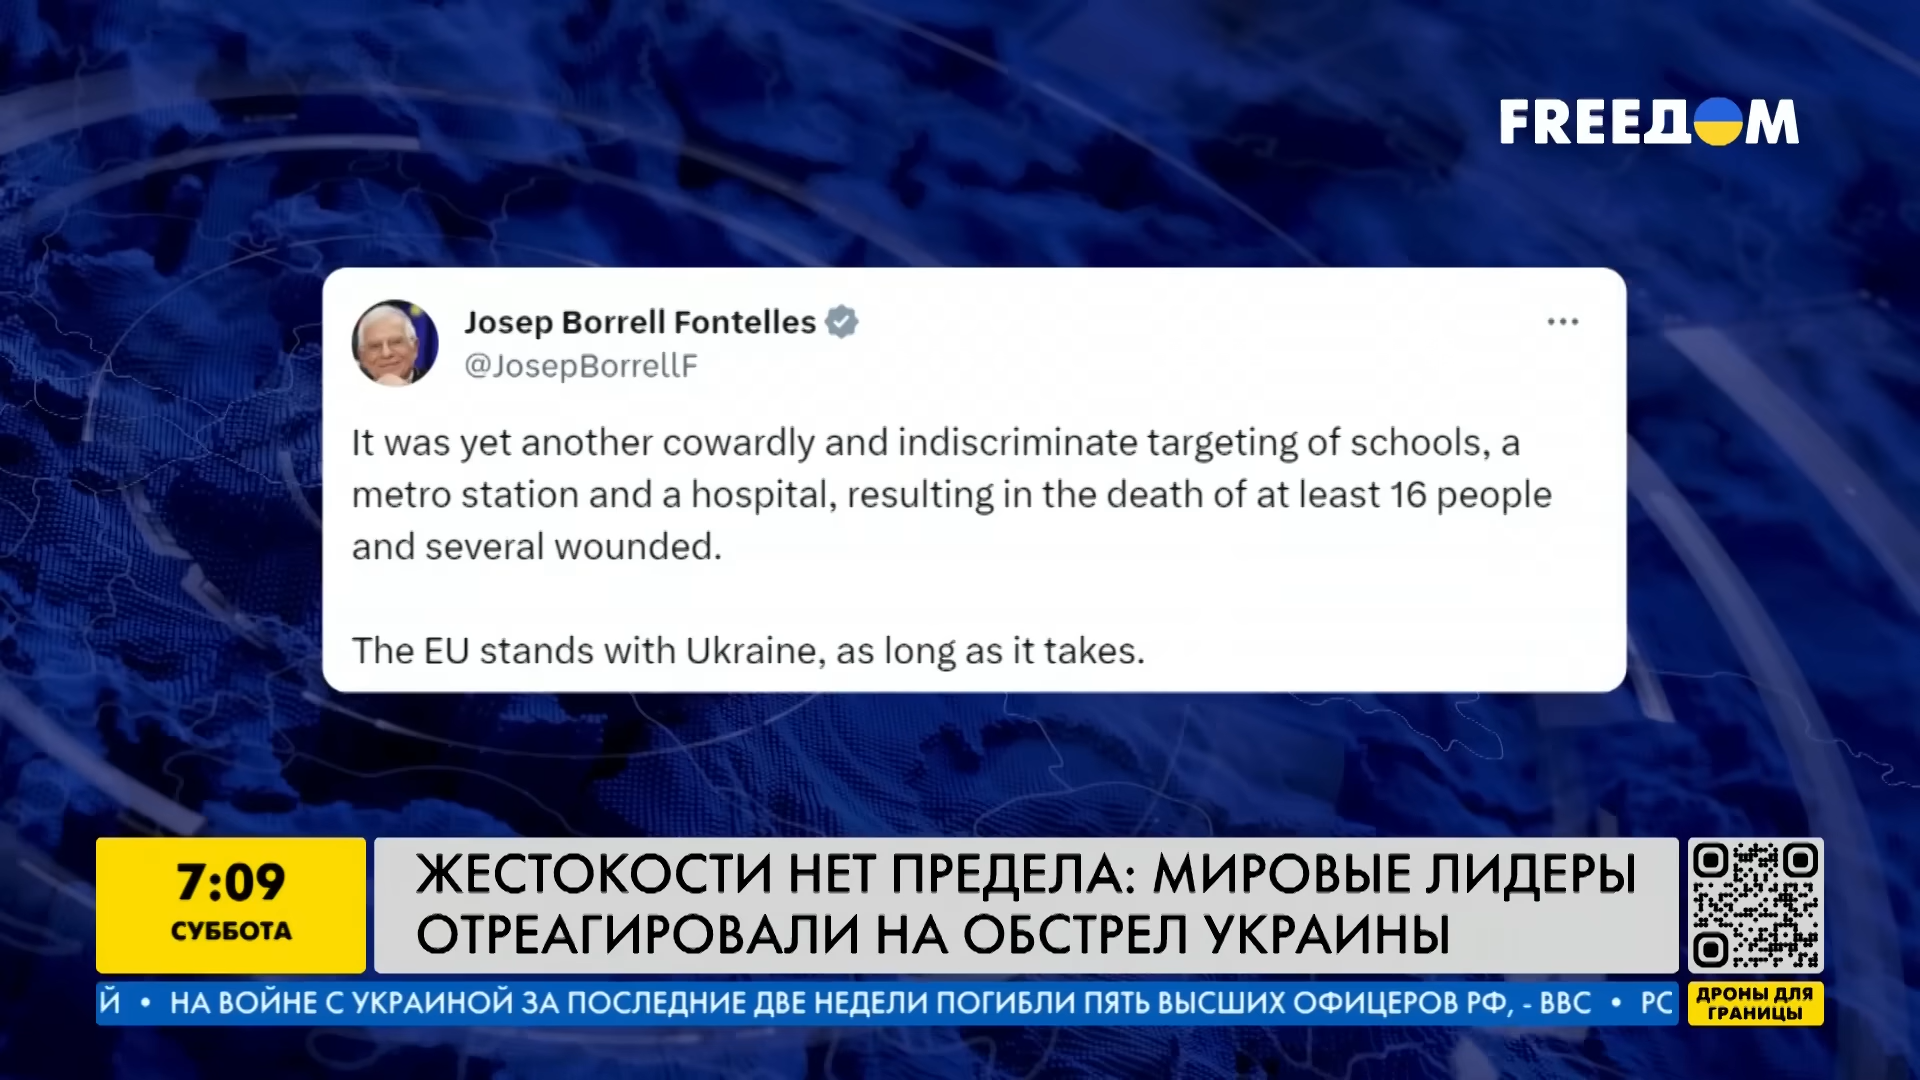 FREEДОМ
Josep Borrell Fontelles
@JosepBorrellF
It was yet another cowardly and indiscriminate targeting of schools, a
metro station and a hospital, resulting in the death of at least 16 people
and several wounded.
The EU stands with Ukraine, as long as it takes.
7:09
СУББОТА
ЖЕСТОКОСТИ НЕТ ПРЕДЕЛА: МИРОВЫЕ ЛИДЕРЫ
ОТРЕАГИРОВАЛИ НА ОБСТРЕЛ УКРАИНЫ
Й • НА ВОЙНЕ С УКРАИНОЙ ЗА ПОСЛЕДНИЕ ДВЕ НЕДЕЛИ ПОГИБЛИ ПЯТЬ ВЫСШИХ ОФИЦЕРОВ РФ, - BBC • РС
ДРОНЫ ДЛЯ
ГРАНИЦЫ